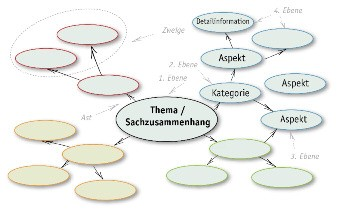 Detailinformation
4. Ebene
Zweige
Aspekt
2. Ebene
1. Ebene
Kategorie
Aspekt
Thema /
Sachzusammenhang
Ast
Aspekt
3. Ebene